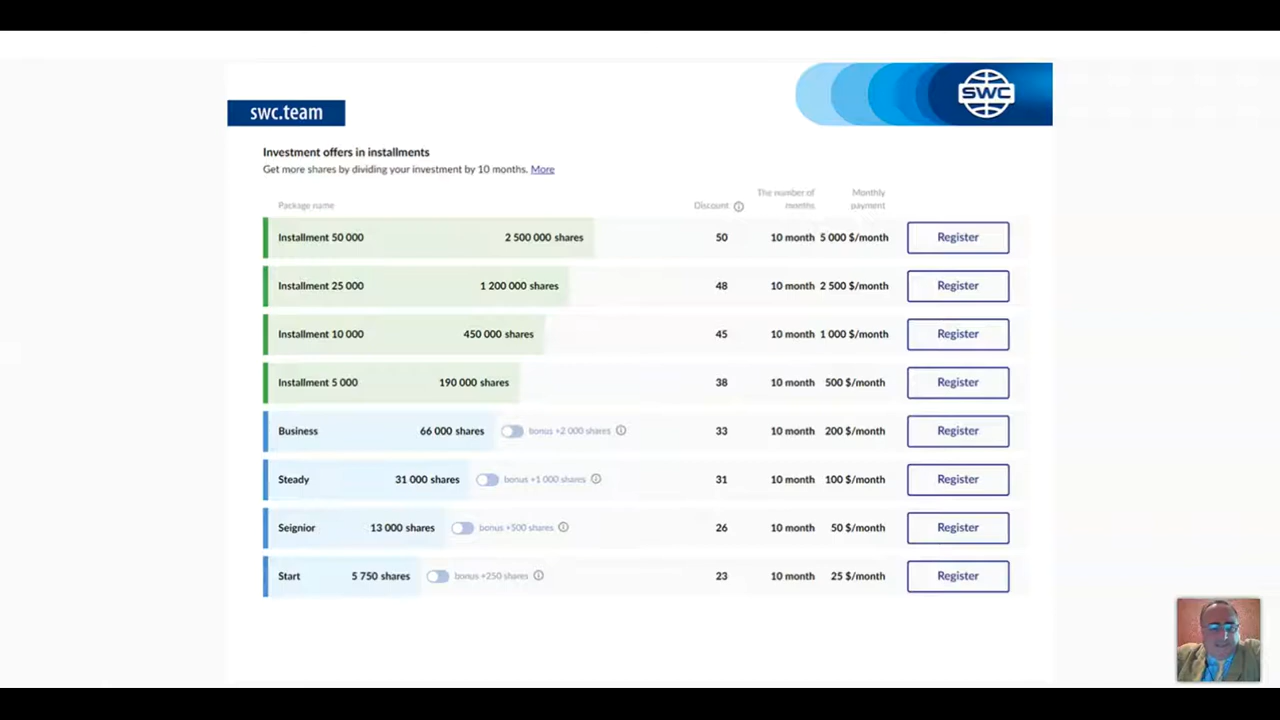 SWC
swc.team
Investment offers in installments
Get more shares by dividing your investment by 10 months. More
Package name Discount The number of months Monthly payment
Installment 50 000 2 500 000 shares 50 10 month 5 000 $/month Register
Installment 25 000 1 200 000 shares 48 10 month 2 500 $/month Register
Installment 10 000 450 000 shares 45 10 month 1 000 $/month Register
Installment 5 000 190 000 shares 38 10 month 500 $/month Register
Business 66 000 shares bonus +2 000 shares 33 10 month 200 $/month Register
Steady 31 000 shares bonus +1 000 shares 31 10 month 100 $/month Register
Seignior 13 000 shares bonus +500 shares 26 10 month 50 $/month Register
Start 5 750 shares bonus +250 shares 23 10 month 25 $/month Register